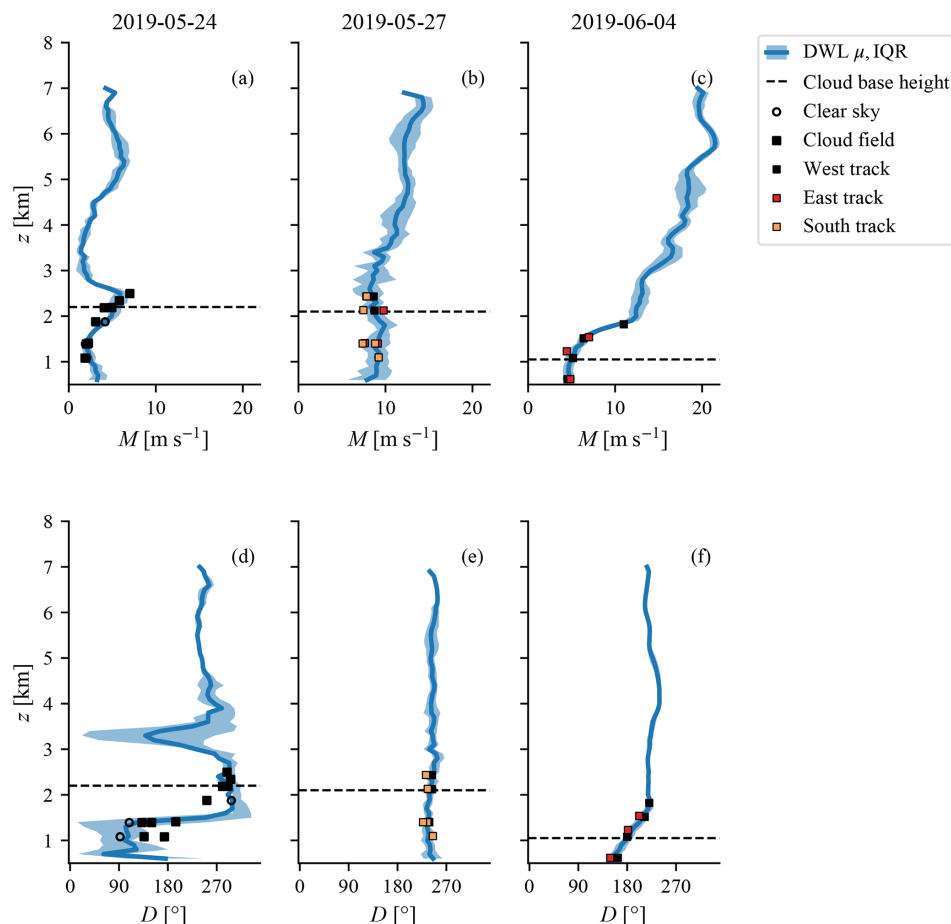 2019-05-24 2019-05-27 2019-06-04
8 7 6 5 4 3 2 1
z [km]
(a) (b) (c)
0 10 20 0 10 20 0 10 20
M [m s⁻¹] M [m s⁻¹] M [m s⁻¹]
DWL μ, IQR
Cloud base height
Clear sky
Cloud field
West track
East track
South track
8 7 6 5 4 3 2 1
z [km]
(d) (e) (f)
0 90 180 270 0 90 180 270 0 90 180 270
D [°] D [°] D [°]